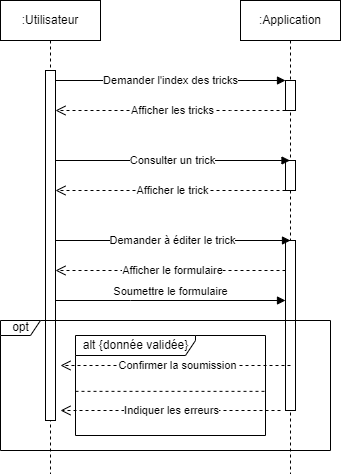 :Utilisateur
:Application
Demander l'index des tricks
Afficher les tricks
Consulter un trick
Afficher le trick
Demander à éditer le trick
Afficher le formulaire
Soumettre le formulaire
opt
alt {donnée validée}
Confirmer la soumission
Indiquer les erreurs